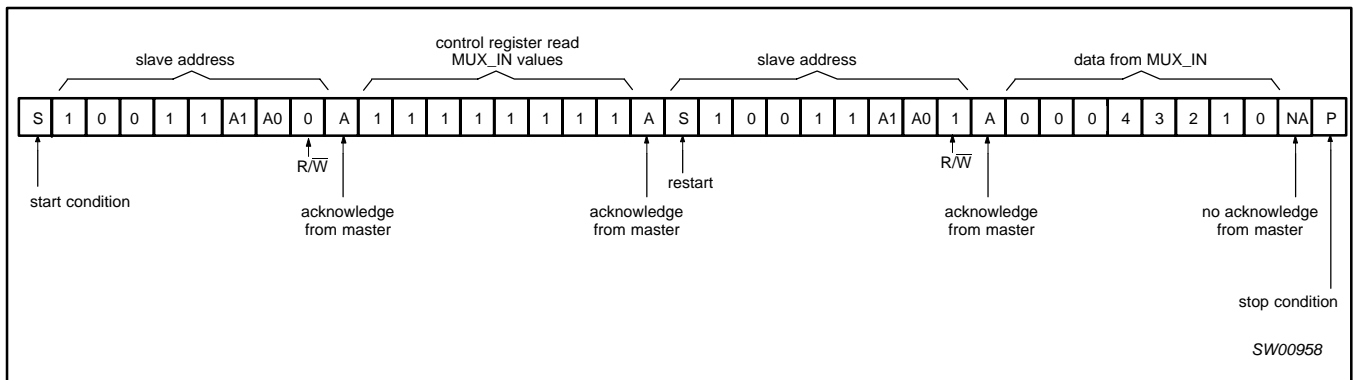 control register read
slave address MUX_IN values slave address data from MUX_IN
S 1 0 0 1 1 A1 A0 0 A 1 1 1 1 1 1 1 1 A S 1 0 0 1 1 A1 A0 1 A 0 0 0 4 3 2 1 0 NA P
R/W̅ R/W̅
restart
start condition
acknowledge
from master
acknowledge
from master
acknowledge
from master
no acknowledge
from master
stop condition
SW00958